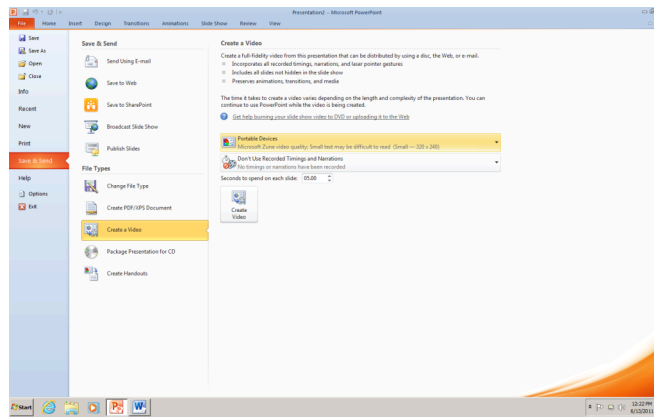 Presentation2 - Microsoft PowerPoint
File Home Insert Design Transitions Animations Slide Show Review View
Save
Save As
Open
Close
Info
Recent
New
Print
Save & Send
Help
Options
Exit
Save & Send
Send Using E-mail
Save to Web
Save to SharePoint
Broadcast Slide Show
Publish Slides
File Types
Change File Type
Create PDF/XPS Document
Create a Video
Package Presentation for CD
Create Handouts
Create a Video
Create a full-fidelity video from this presentation that can be distributed by using a disc, the Web, or e-mail.
Incorporates all recorded timings, narrations, and laser pointer gestures
Includes all slides not hidden in the slide show
Preserves animations, transitions, and media
The time it takes to create a video varies depending on the length and complexity of the presentation. You can
continue to use PowerPoint while the video is being created.
Get help burning your slide show video to DVD or uploading it to the Web
Portable Devices
Microsoft Zune video quality; Small text may be difficult to read (Small — 320 x 240)
Don't Use Recorded Timings and Narrations
No timings or narrations have been recorded
Seconds to spend on each slide: 05.00
Create
Video
Start
12:22 PM
6/13/2011